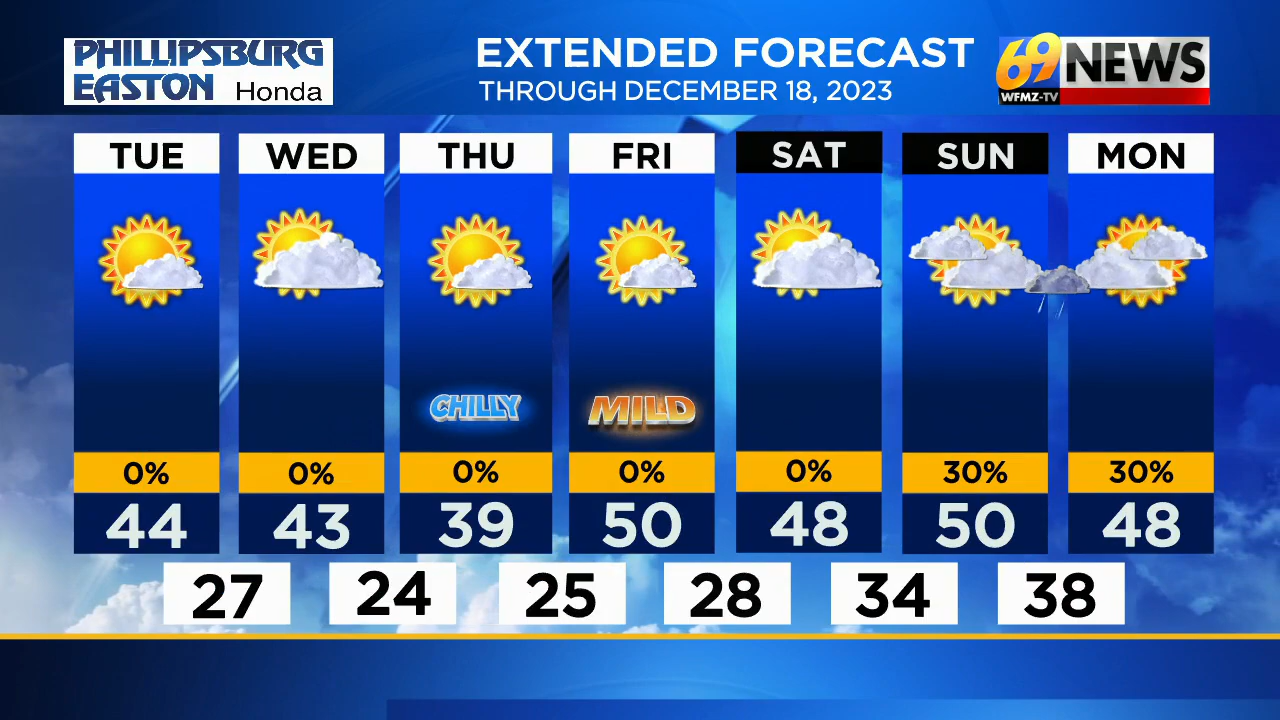 PHILLIPSBURG
EASTON Honda
EXTENDED FORECAST
THROUGH DECEMBER 18, 2023
69 NEWS
WFMZ-TV
TUE WED THU FRI SAT SUN MON
CHILLY MILD
0% 0% 0% 0% 0% 30% 30%
44 43 39 50 48 50 48
27 24 25 28 34 38